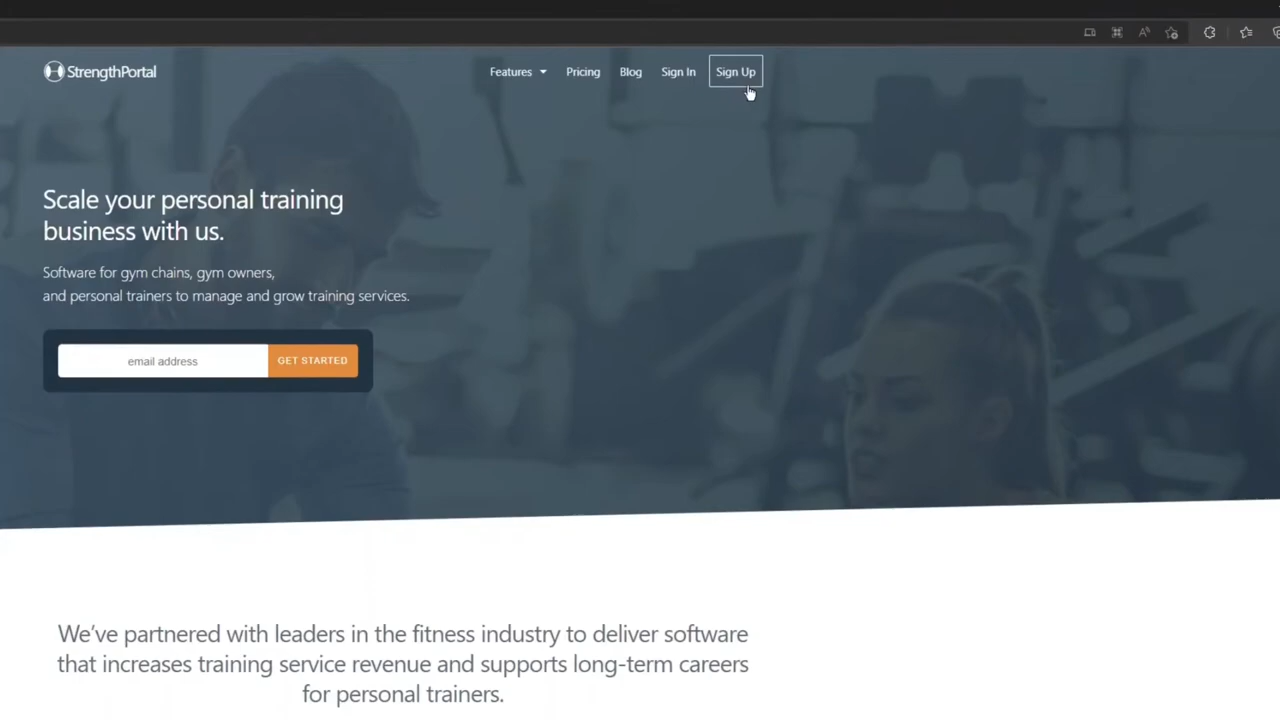 StrengthPortal
Features
Pricing
Blog
Sign In
Sign Up
Scale your personal training
business with us.
Software for gym chains, gym owners,
and personal trainers to manage and grow training services.
email address
GET STARTED
We’ve partnered with leaders in the fitness industry to deliver software
that increases training service revenue and supports long-term careers
for personal trainers.